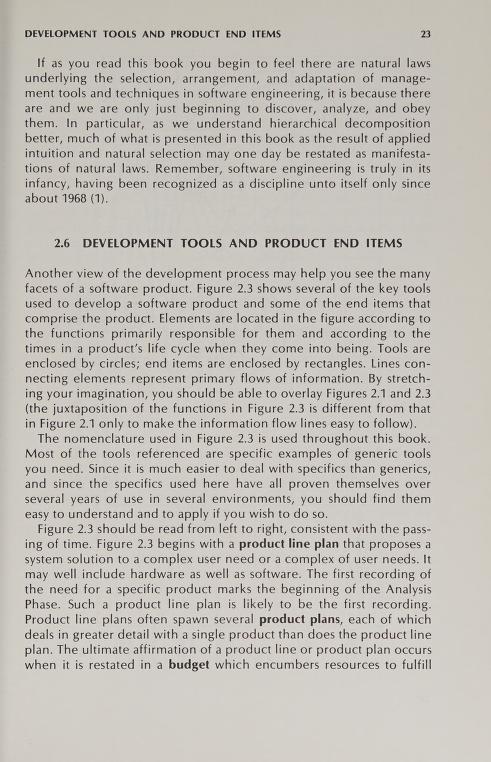 DEVELOPMENT TOOLS AND PRODUCT END ITEMS 23
If as you read this book you begin to feel there are natural laws
underlying the selection, arrangement, and adaptation of manage-
ment tools and techniques in software engineering, it is because there
are and we are only just beginning to discover, analyze, and obey
them. In particular, as we understand hierarchical decomposition
better, much of what is presented in this book as the result of applied
intuition and natural selection may one day be restated as manifesta-
tions of natural laws. Remember, software engineering is truly in its
infancy, having been recognized as a discipline unto itself only since
about 1968 (1).
2.6 DEVELOPMENT TOOLS AND PRODUCT END ITEMS
Another view of the development process may help you see the many
facets of a software product. Figure 2.3 shows several of the key tools
used to develop a software product and some of the end items that
comprise the product. Elements are located in the figure according to
the functions primarily responsible for them and according to the
times in a product's life cycle when they come into being. Tools are
enclosed by circles; end items are enclosed by rectangles. Lines con-
necting elements represent primary flows of information. By stretch-
ing your imagination, you should be able to overlay Figures 2.1 and 2.3
(the juxtaposition of the functions in Figure 2.3 is different from that
in Figure 2.1 only to make the information flow lines easy to follow).
The nomenclature used in Figure 2.3 is used throughout this book.
Most of the tools referenced are specific examples of generic tools
you need. Since it is much easier to deal with specifics than generics,
and since the specifics used here have all proven themselves over
several years of use in several environments, you should find them
easy to understand and to apply if you wish to do so.
Figure 2.3 should be read from left to right, consistent with the pass-
ing of time. Figure 2.3 begins with a product line plan that proposes a
system solution to a complex user need or a complex of user needs. It
may well include hardware as well as software. The first recording of
the need for a specific product marks the beginning of the Analysis
Phase. Such a product line plan is likely to be the first recording.
Product line plans often spawn several product plans, each of which
deals in greater detail with a single product than does the product line
plan. The ultimate affirmation of a product line or product plan occurs
when it is restated in a budget which encumbers resources to fulfill